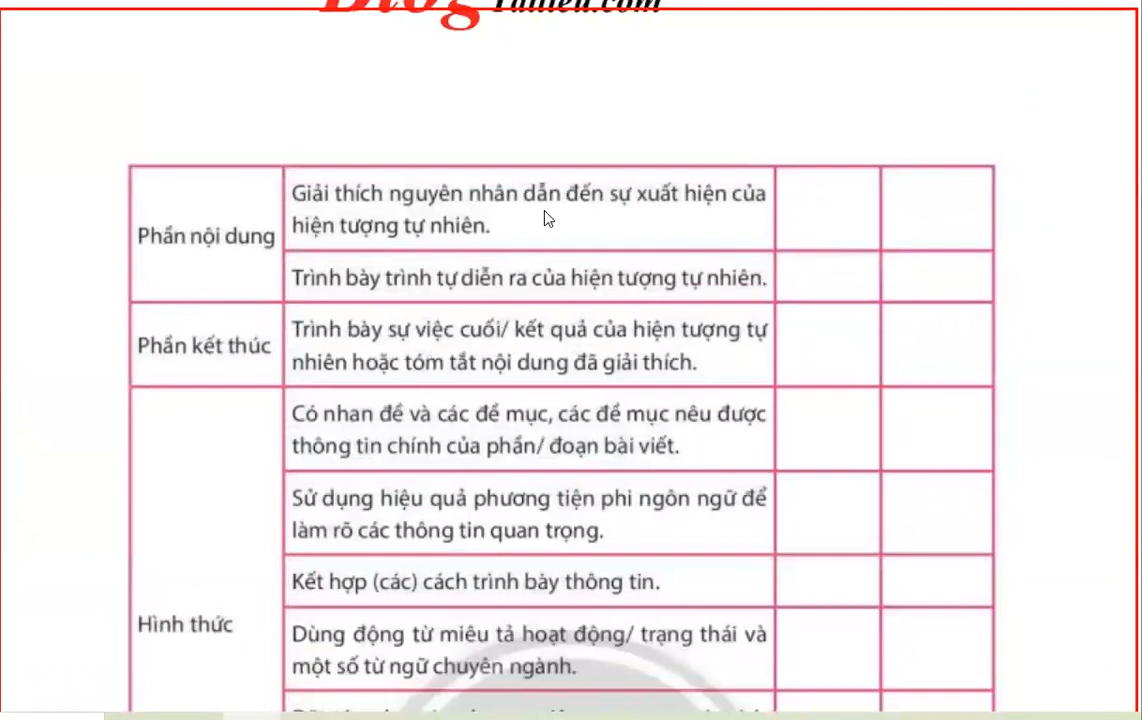 Blog Tailieu.com
Giải thích nguyên nhân dẫn đến sự xuất hiện của
hiện tượng tự nhiên.
Phần nội dung
Trình bày trình tự diễn ra của hiện tượng tự nhiên.
Trình bày sự việc cuối/ kết quả của hiện tượng tự
Phần kết thúc
nhiên hoặc tóm tắt nội dung đã giải thích.
Có nhan đề và các đề mục, các đề mục nêu được
thông tin chính của phần/ đoạn bài viết.
Sử dụng hiệu quả phương tiện phi ngôn ngữ để
làm rõ các thông tin quan trọng.
Kết hợp (các) cách trình bày thông tin.
Hình thức
Dùng động từ miêu tả hoạt động/ trạng thái và
một số từ ngữ chuyên ngành.